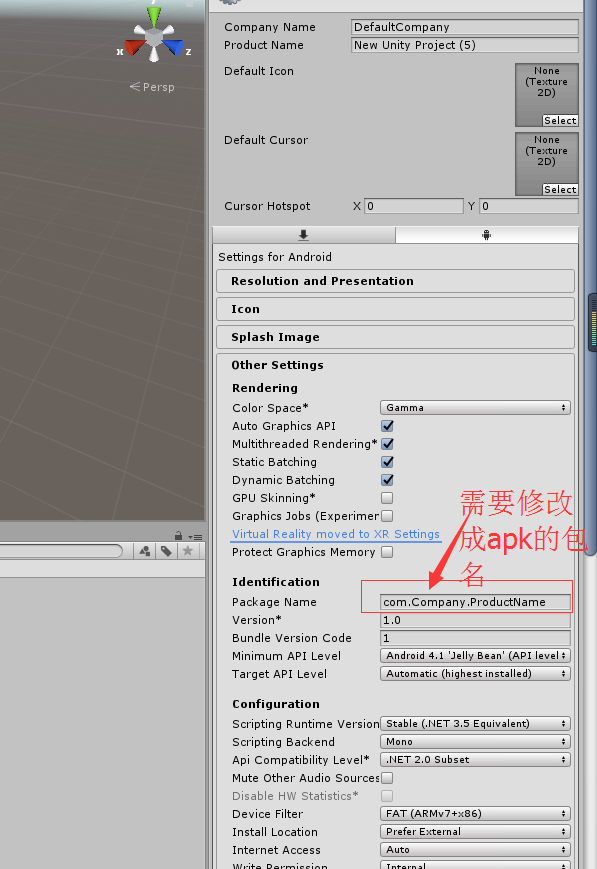 y
x
z
Persp
Company Name DefaultCompany
Product Name New Unity Project (5)
Default Icon
None
(Texture
2D)
Select
Default Cursor
None
(Texture
2D)
Select
Cursor Hotspot X 0 Y 0
Settings for Android
Resolution and Presentation
Icon
Splash Image
Other Settings
Rendering
Color Space* Gamma
Auto Graphics API
Multithreaded Rendering*
Static Batching
Dynamic Batching
GPU Skinning*
Graphics Jobs (Experimen
Virtual Reality moved to XR Settings
Protect Graphics Memory
需要修改
成apk的包
名
Identification
Package Name com.Company.ProductName
Version* 1.0
Bundle Version Code 1
Minimum API Level Android 4.1 'Jelly Bean' (API level
Target API Level Automatic (highest installed)
Configuration
Scripting Runtime Version Stable (.NET 3.5 Equivalent)
Scripting Backend Mono
Api Compatibility Level* .NET 2.0 Subset
Mute Other Audio Sources
Disable HW Statistics*
Device Filter FAT (ARMv7+x86)
Install Location Prefer External
Internet Access Auto
Write Permission Internal